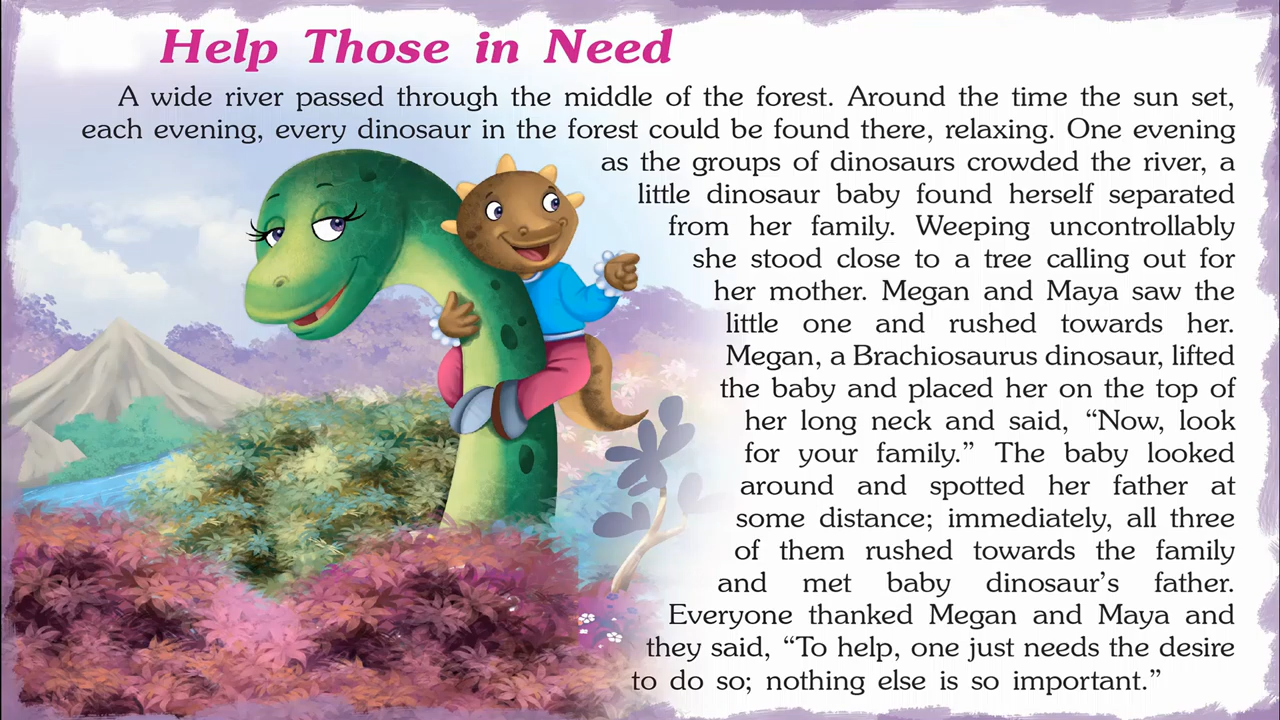 Help Those in Need
A wide river passed through the middle of the forest. Around the time the sun set,
each evening, every dinosaur in the forest could be found there, relaxing. One evening
as the groups of dinosaurs crowded the river, a
little dinosaur baby found herself separated
from her family. Weeping uncontrollably
she stood close to a tree calling out for
her mother. Megan and Maya saw the
little one and rushed towards her.
Megan, a Brachiosaurus dinosaur, lifted
the baby and placed her on the top of
her long neck and said, “Now, look
for your family.” The baby looked
around and spotted her father at
some distance; immediately, all three
of them rushed towards the family
and met baby dinosaur’s father.
Everyone thanked Megan and Maya and
they said, “To help, one just needs the desire
to do so; nothing else is so important.”